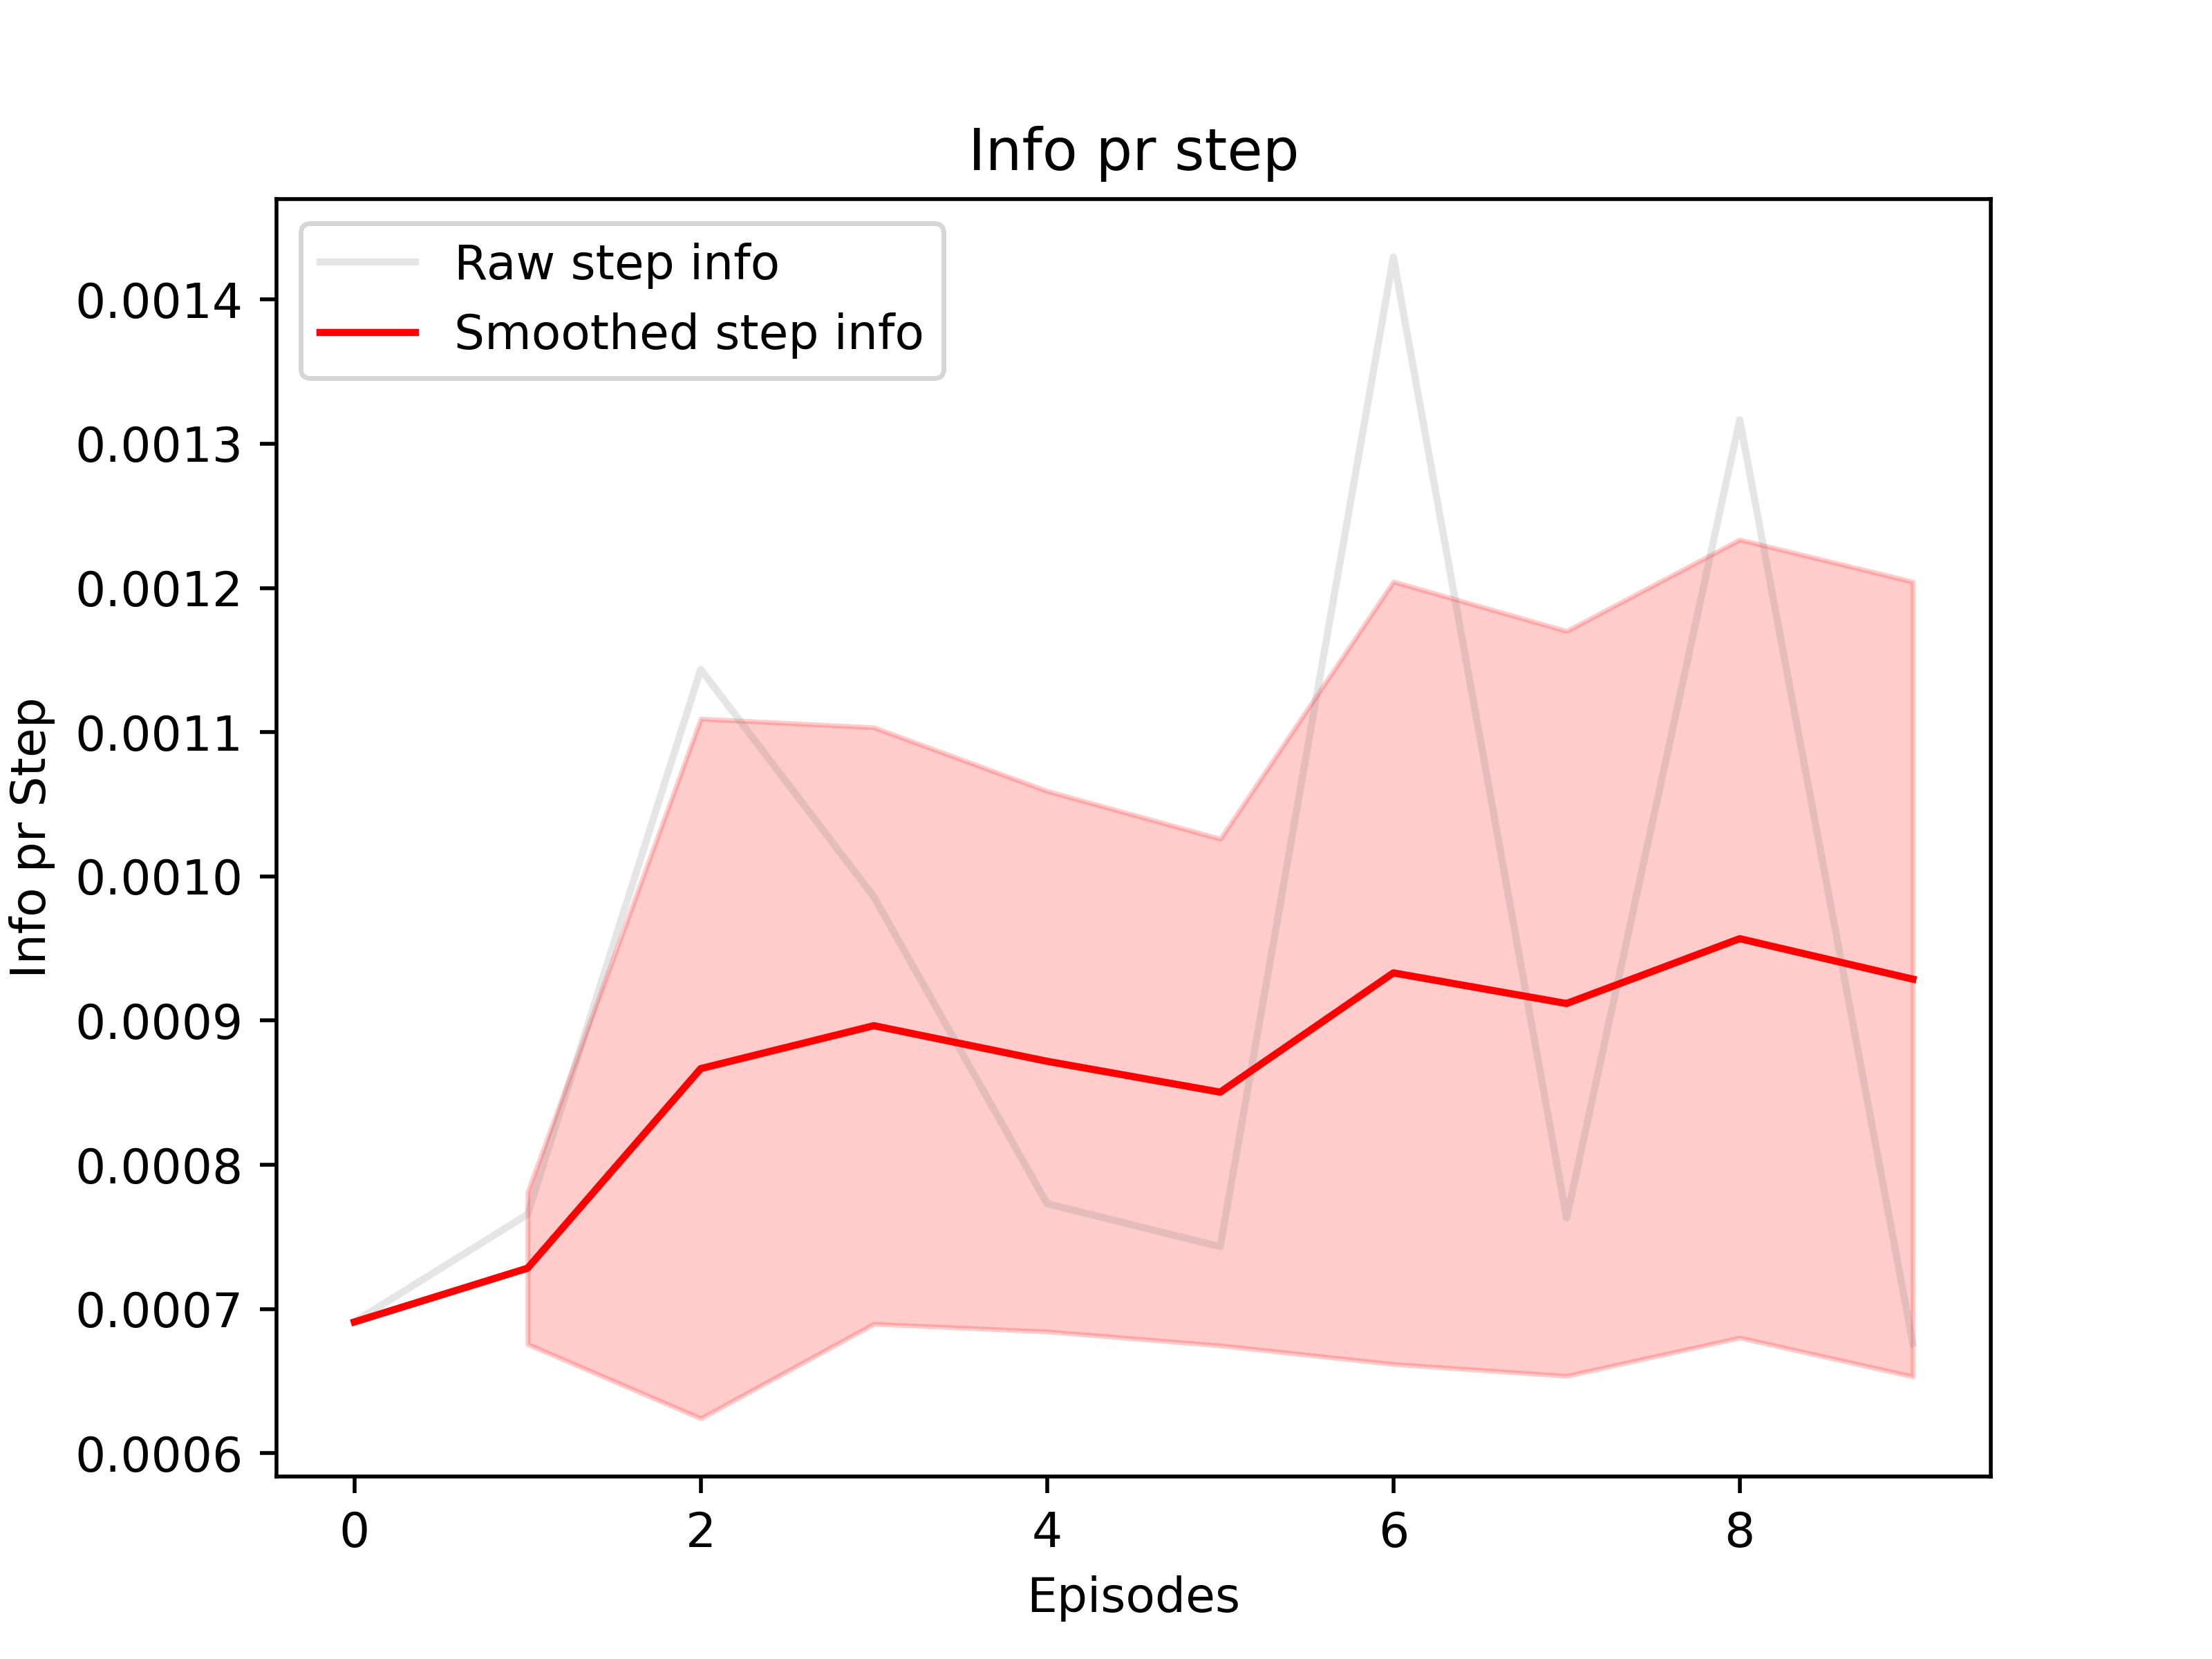 Info pr step
Raw step info
Smoothed step info
0.0014
0.0013
0.0012
0.0011
0.0010
0.0009
0.0008
0.0007
0.0006
Info pr Step
0 2 4 6 8
Episodes